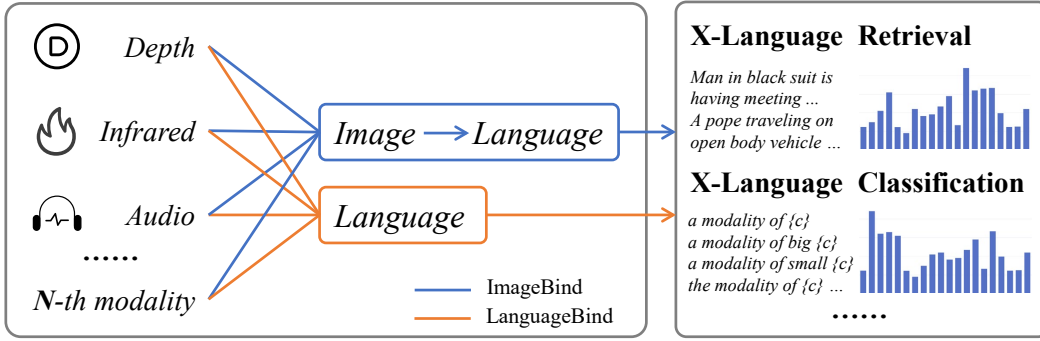 D
Depth
Infrared
Audio
......
N-th modality
Image → Language
Language
ImageBind
LanguageBind
X-Language Retrieval
Man in black suit is
having meeting ...
A pope traveling on
open body vehicle ...
X-Language Classification
a modality of {c}
a modality of big {c}
a modality of small {c}
the modality of {c} ...
......